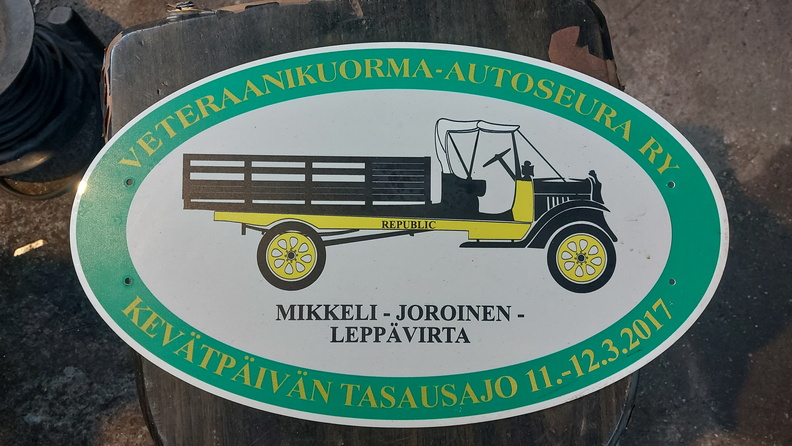 VETERAANIKUORMA-AUTOSEURA RY
REPUBLIC
MIKKELI - JOROINEN -
LEPPÄVIRTA
KEVÄTPÄIVÄN TASAUSAJO 11.-12.3.2017